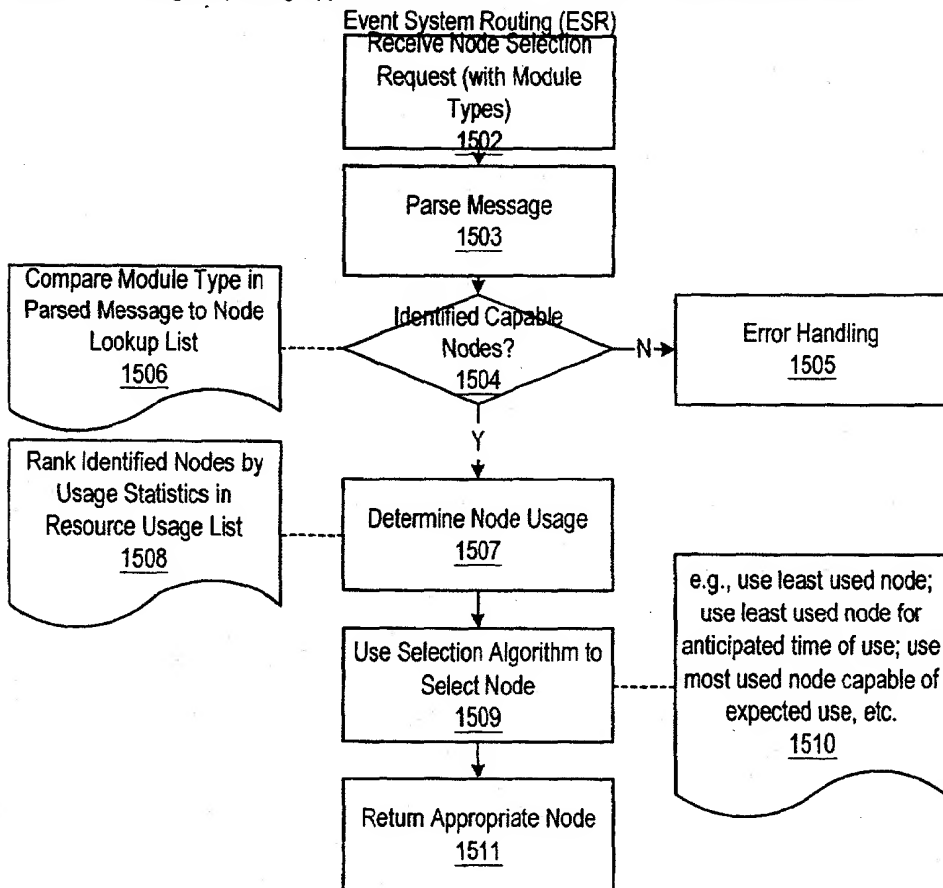 Event System Routing (ESR)
Receive Node Selection
Request (with Module
Types)
1502
Parse Message
1503
Compare Module Type in
Parsed Message to Node
Lookup List
1506
Identified Capable
Nodes?
1504
N
Error Handling
1505
Y
Rank Identified Nodes by
Usage Statistics in
Resource Usage List
1508
Determine Node Usage
1507
Use Selection Algorithm to
Select Node
1509
e.g., use least used node;
use least used node for
anticipated time of use; use
most used node capable of
expected use, etc.
1510
Return Appropriate Node
1511